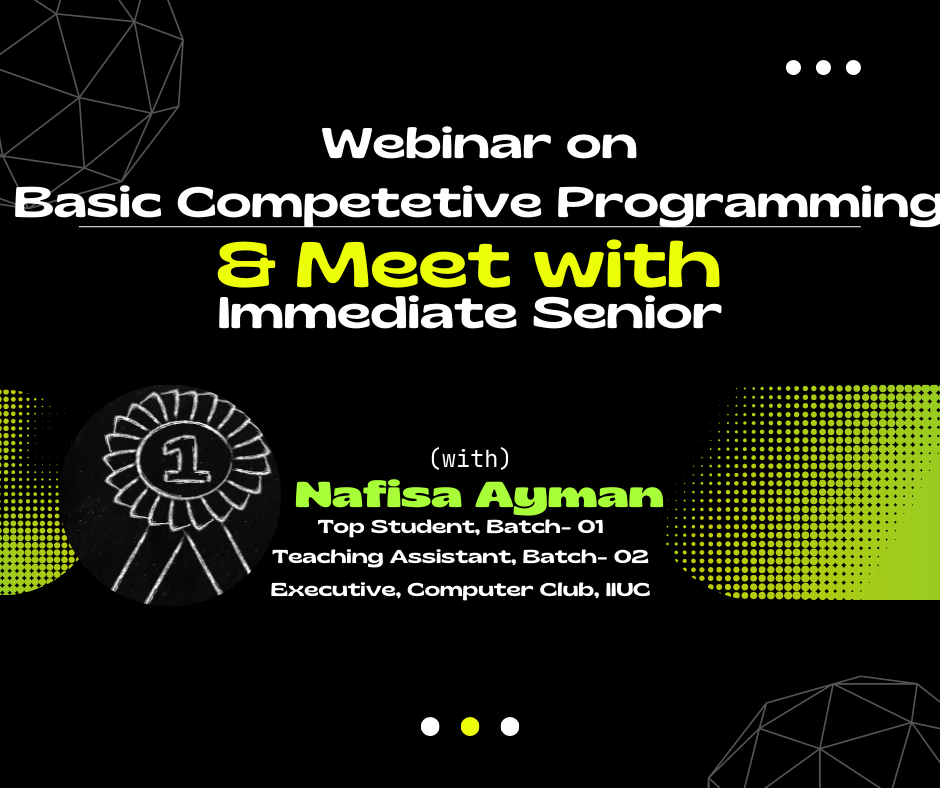 Webinar on
Basic Competetive Programming
& Meet with
Immediate Senior
1
(with)
Nafisa Ayman
Top Student, Batch- 01
Teaching Assistant, Batch- 02
Executive, Computer Club, IIUC